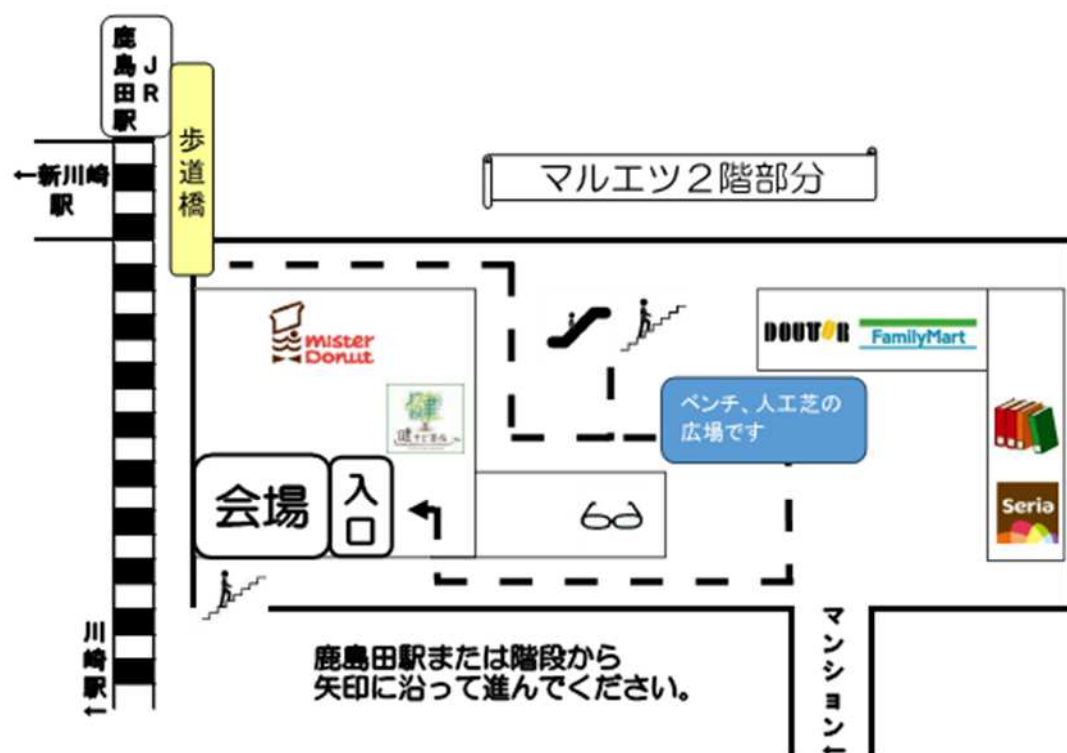 JR
鹿島田駅
歩道橋
←新川崎
駅
マルエツ2階部分
mister
Donut
DOUTOR
FamilyMart
ベンチ、人工芝の
広場です
会場
入口
Seria
川崎駅←
鹿島田駅または階段から
矢印に沿って進んでください。
マンション←